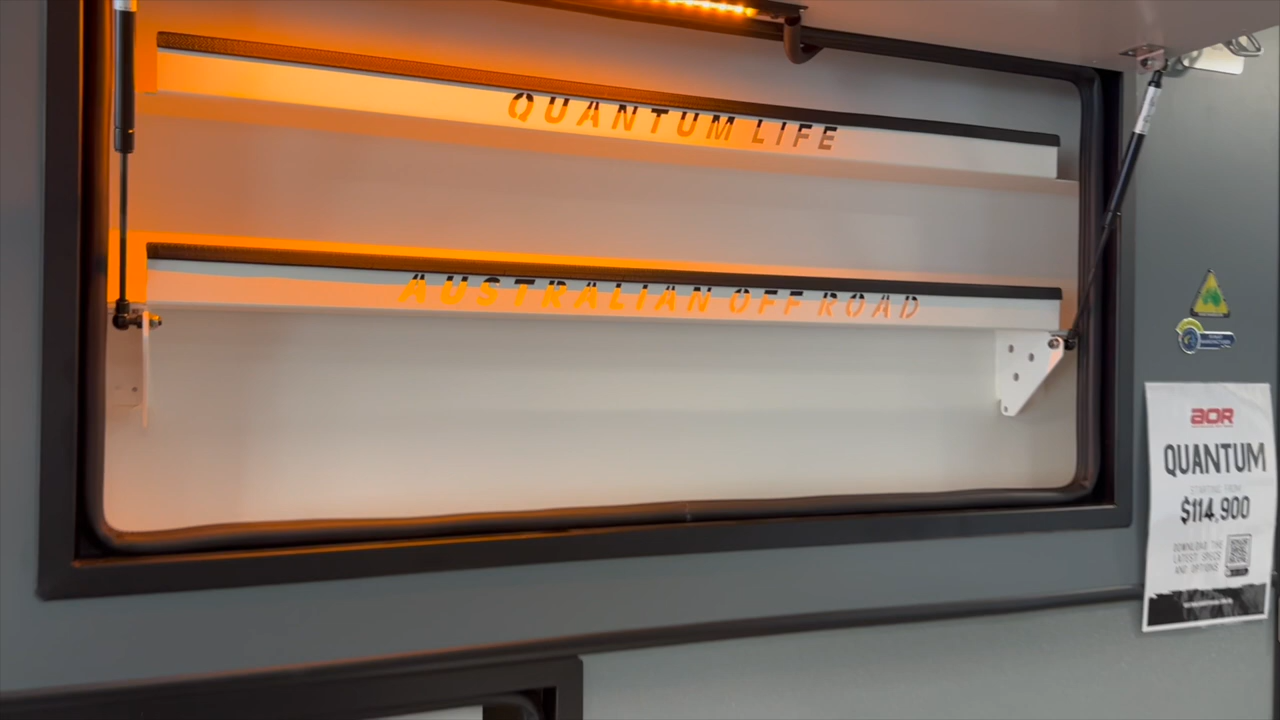 QUANTUM LIFE
AUSTRALIAN OFF ROAD
AOR
QUANTUM
STARTING FROM
$114,900
DOWNLOAD THE
LATEST SPECS
AND OPTIONS